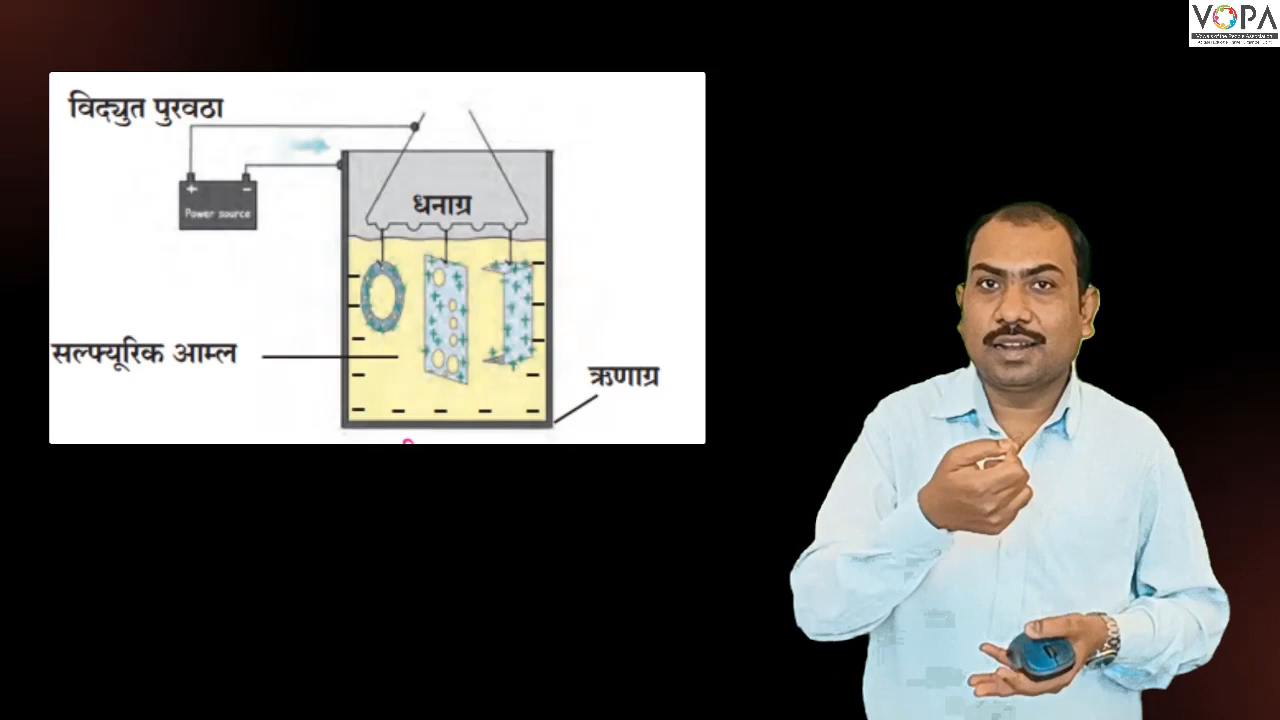 VOPA
विद्युत पुरवठा
+ −
Power source
धनाग्र
सल्फ्यूरिक आम्ल
ऋणाग्र